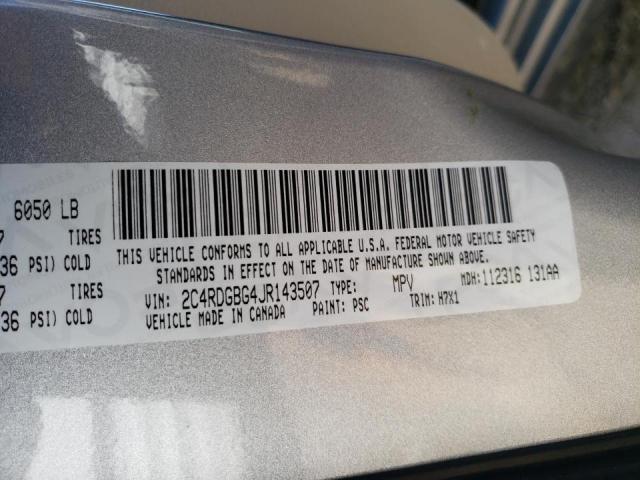 6050 LB
TIRES
36 PSI) COLD
TIRES
36 PSI) COLD
THIS VEHICLE CONFORMS TO ALL APPLICABLE U.S.A. FEDERAL MOTOR VEHICLE SAFETY
STANDARDS IN EFFECT ON THE DATE OF MANUFACTURE SHOWN ABOVE.
VIN: 2C4RDGBG4JR143507 TYPE: MPV MDH: 112316 131AA
VEHICLE MADE IN CANADA PAINT: PSC TRIM: H7X1